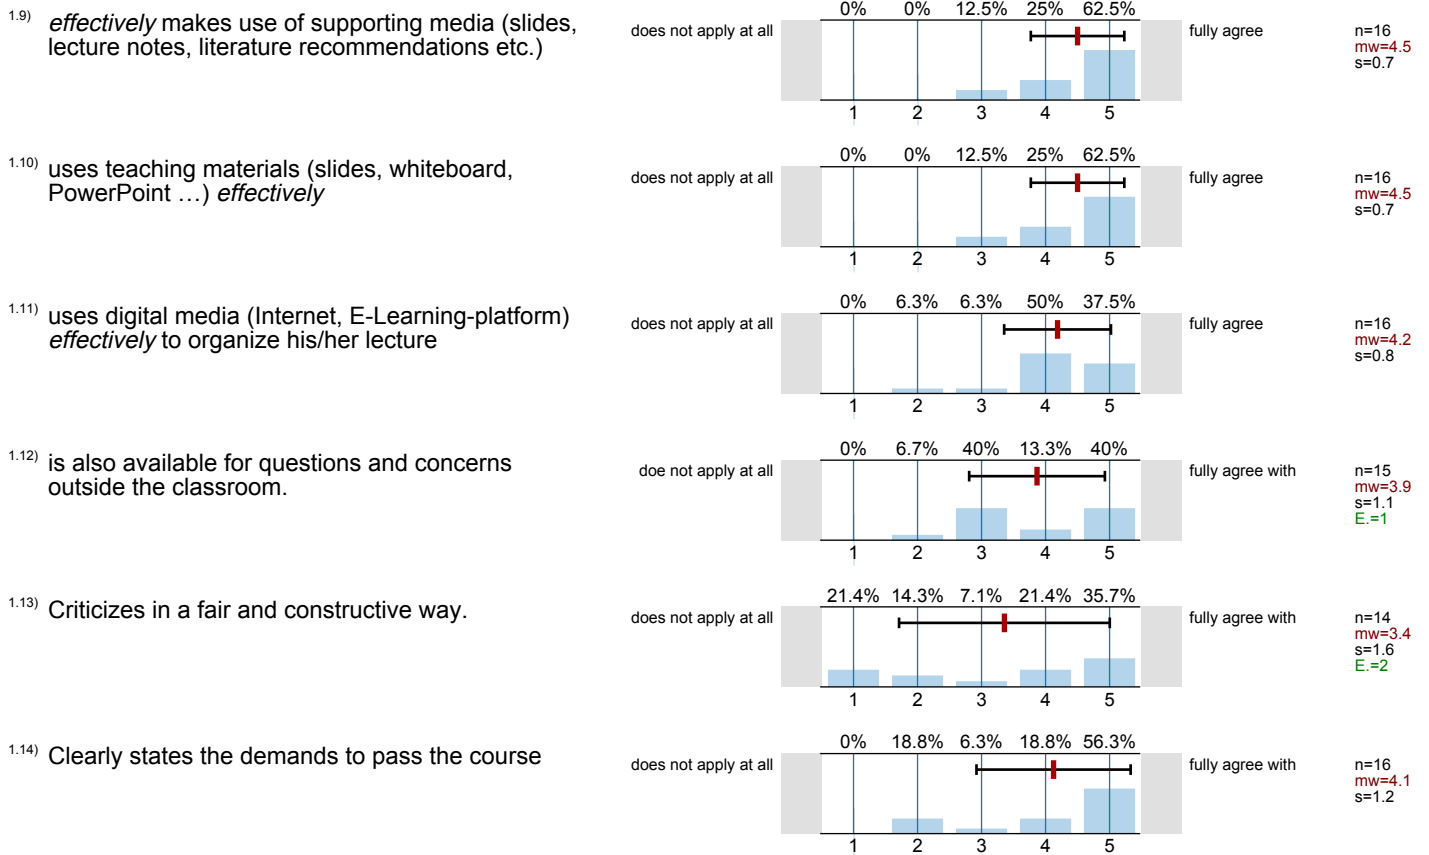 1.9) effectively makes use of supporting media (slides,
lecture notes, literature recommendations etc.)
0% 0% 12.5% 25% 62.5%
does not apply at all
fully agree
n=16
mw=4.5
s=0.7
1 2 3 4 5
1.10) uses teaching materials (slides, whiteboard,
PowerPoint …) effectively
0% 0% 12.5% 25% 62.5%
does not apply at all
fully agree
n=16
mw=4.5
s=0.7
1 2 3 4 5
1.11) uses digital media (Internet, E-Learning-platform)
effectively to organize his/her lecture
0% 6.3% 6.3% 50% 37.5%
does not apply at all
fully agree
n=16
mw=4.2
s=0.8
1 2 3 4 5
1.12) is also available for questions and concerns
outside the classroom.
0% 6.7% 40% 13.3% 40%
doe not apply at all
fully agree with
n=15
mw=3.9
s=1.1
E.=1
1 2 3 4 5
1.13) Criticizes in a fair and constructive way.
21.4% 14.3% 7.1% 21.4% 35.7%
does not apply at all
fully agree with
n=14
mw=3.4
s=1.6
E.=2
1 2 3 4 5
1.14) Clearly states the demands to pass the course
0% 18.8% 6.3% 18.8% 56.3%
does not apply at all
fully agree with
n=16
mw=4.1
s=1.2
1 2 3 4 5